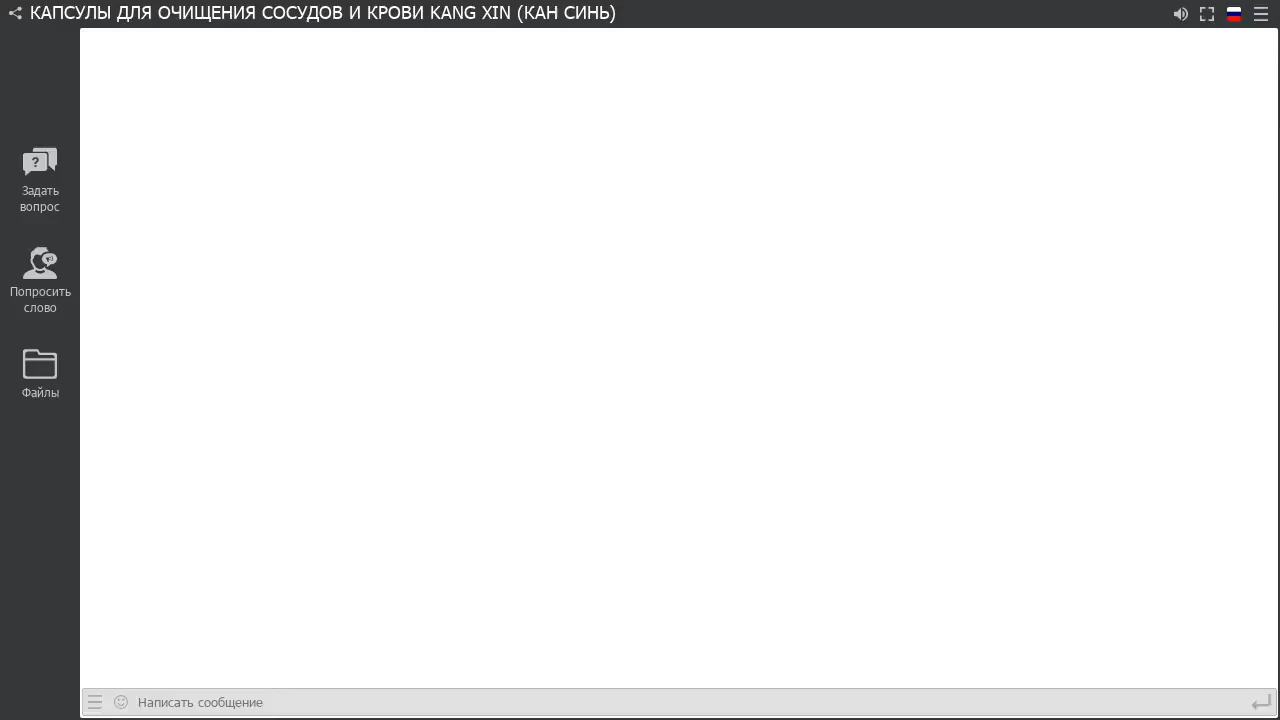 КАПСУЛЫ ДЛЯ ОЧИЩЕНИЯ СОСУДОВ И КРОВИ KANG XIN (КАН СИНЬ)
Задать
вопрос
Попросить
слово
Файлы
Написать сообщение